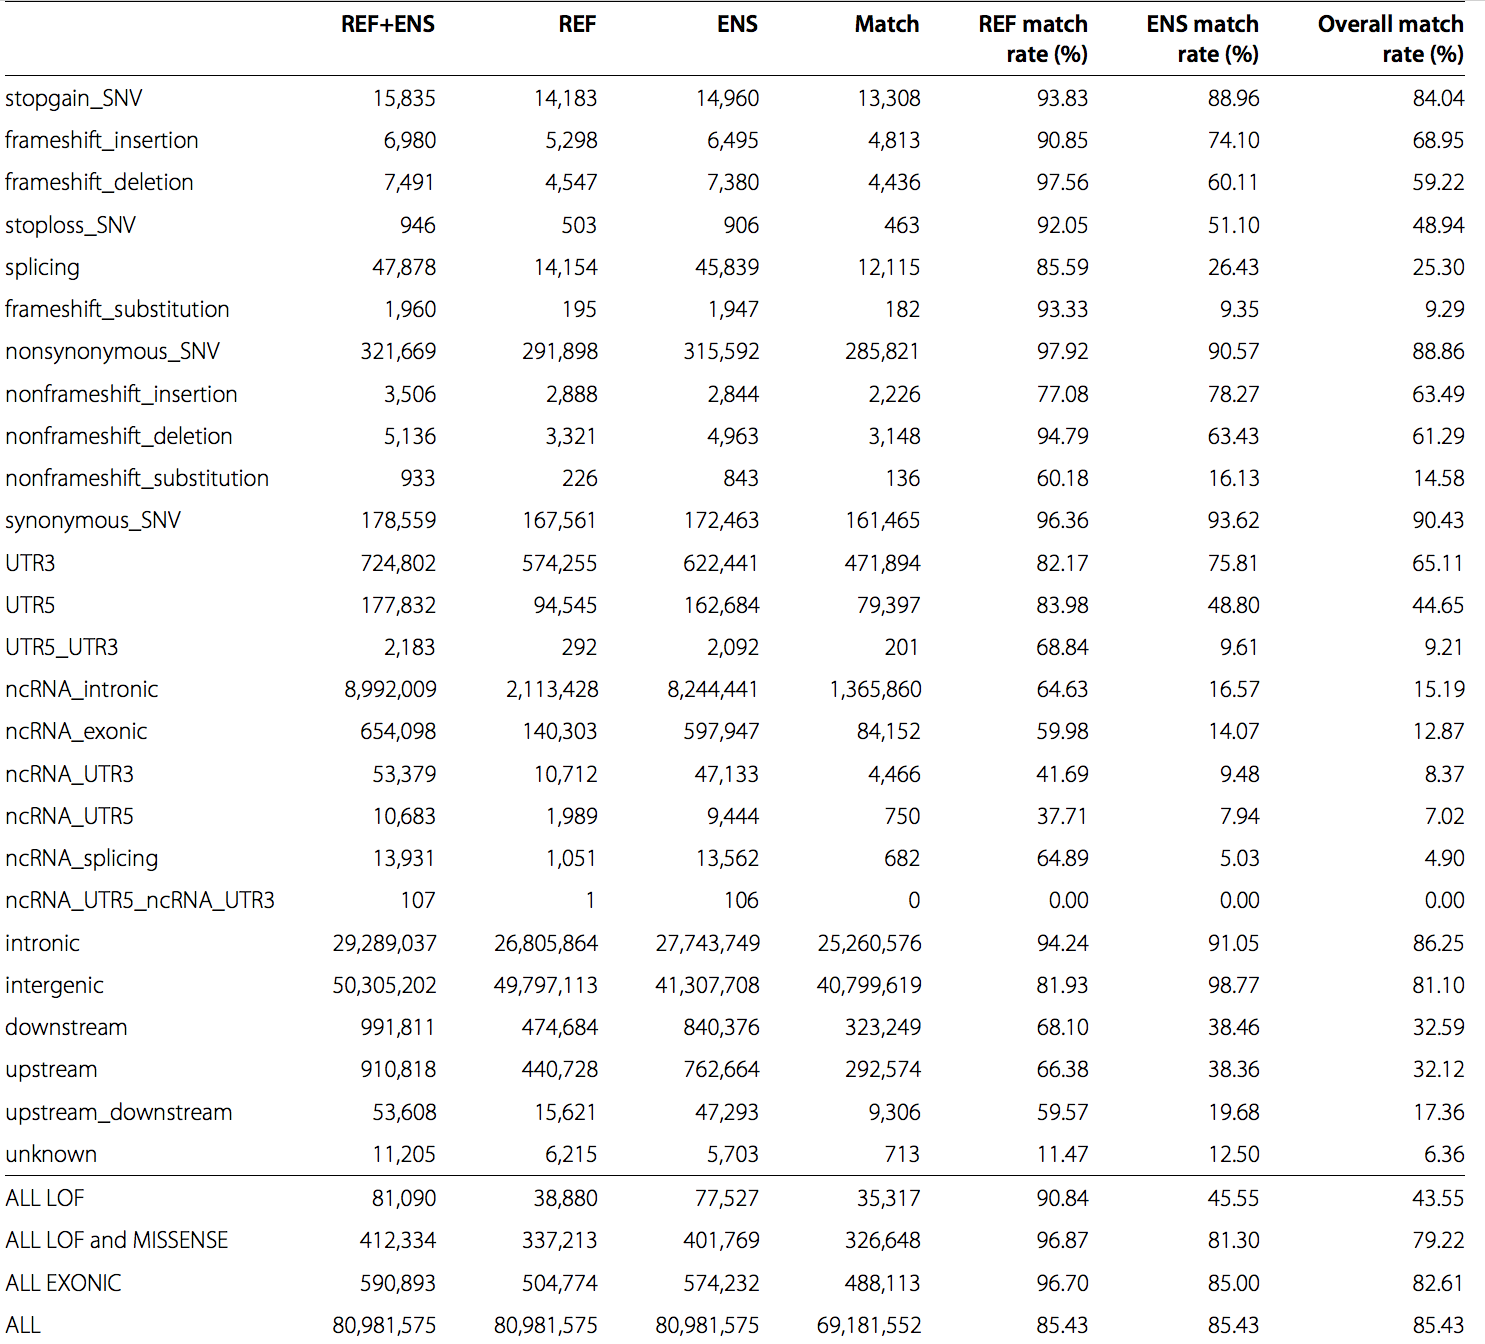 REF+ENS REF ENS Match REF match rate (%) ENS match rate (%) Overall match rate (%)
stopgain_SNV 15,835 14,183 14,960 13,308 93.83 88.96 84.04
frameshift_insertion 6,980 5,298 6,495 4,813 90.85 74.10 68.95
frameshift_deletion 7,491 4,547 7,380 4,436 97.56 60.11 59.22
stoploss_SNV 946 503 906 463 92.05 51.10 48.94
splicing 47,878 14,154 45,839 12,115 85.59 26.43 25.30
frameshift_substitution 1,960 195 1,947 182 93.33 9.35 9.29
nonsynonymous_SNV 321,669 291,898 315,592 285,821 97.92 90.57 88.86
nonframeshift_insertion 3,506 2,888 2,844 2,226 77.08 78.27 63.49
nonframeshift_deletion 5,136 3,321 4,963 3,148 94.79 63.43 61.29
nonframeshift_substitution 933 226 843 136 60.18 16.13 14.58
synonymous_SNV 178,559 167,561 172,463 161,465 96.36 93.62 90.43
UTR3 724,802 574,255 622,441 471,894 82.17 75.81 65.11
UTR5 177,832 94,545 162,684 79,397 83.98 48.80 44.65
UTR5_UTR3 2,183 292 2,092 201 68.84 9.61 9.21
ncRNA_intronic 8,992,009 2,113,428 8,244,441 1,365,860 64.63 16.57 15.19
ncRNA_exonic 654,098 140,303 597,947 84,152 59.98 14.07 12.87
ncRNA_UTR3 53,379 10,712 47,133 4,466 41.69 9.48 8.37
ncRNA_UTR5 10,683 1,989 9,444 750 37.71 7.94 7.02
ncRNA_splicing 13,931 1,051 13,562 682 64.89 5.03 4.90
ncRNA_UTR5_ncRNA_UTR3 107 1 106 0 0.00 0.00 0.00
intronic 29,289,037 26,805,864 27,743,749 25,260,576 94.24 91.05 86.25
intergenic 50,305,202 49,797,113 41,307,708 40,799,619 81.93 98.77 81.10
downstream 991,811 474,684 840,376 323,249 68.10 38.46 32.59
upstream 910,818 440,728 762,664 292,574 66.38 38.36 32.12
upstream_downstream 53,608 15,621 47,293 9,306 59.57 19.68 17.36
unknown 11,205 6,215 5,703 713 11.47 12.50 6.36
ALL LOF 81,090 38,880 77,527 35,317 90.84 45.55 43.55
ALL LOF and MISSENSE 412,334 337,213 401,769 326,648 96.87 81.30 79.22
ALL EXONIC 590,893 504,774 574,232 488,113 96.70 85.00 82.61
ALL 80,981,575 80,981,575 80,981,575 69,181,552 85.43 85.43 85.43